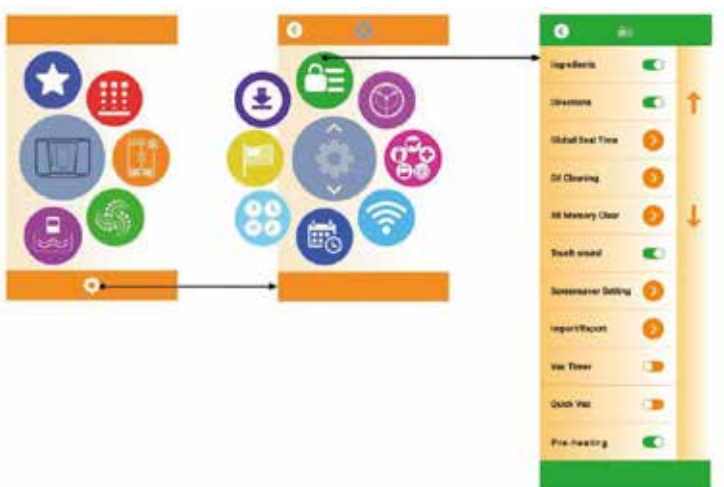 Ingredients
Directions
Global Seal Time
Oil Cleaning
All Memory Clear
Touch sound
Screensaver Setting
Import/Export
Vac Timer
Quick Vac
Pre-heating